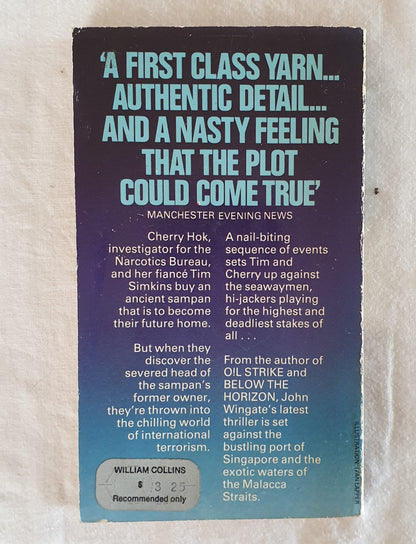 'A FIRST CLASS YARN...
AUTHENTIC DETAIL...
AND A NASTY FEELING
THAT THE PLOT
COULD COME TRUE'
MANCHESTER EVENING NEWS
Cherry Hok,
investigator for the
Narcotics Bureau,
and her fiancé Tim
Simkins buy an
ancient sampan
that is to become
their future home.
But when they
discover the
severed head of
the sampan's
former owner,
they're thrown into
the chilling world
of international
terrorism.
A nail-biting
sequence of events
sets Tim and
Cherry up against
the seawaymen,
hi-jackers playing
for the highest and
deadliest stakes of
all . . .
From the author of
O!L STRIKE and
BELOW THE
HORIZON, John
Wingate's latest
thriller is set
against the
bustling port of
Singapore and the
exotic waters of
the Malacca
Straits.
WILLIAM COLLINS
$ 3 25
Recommended only